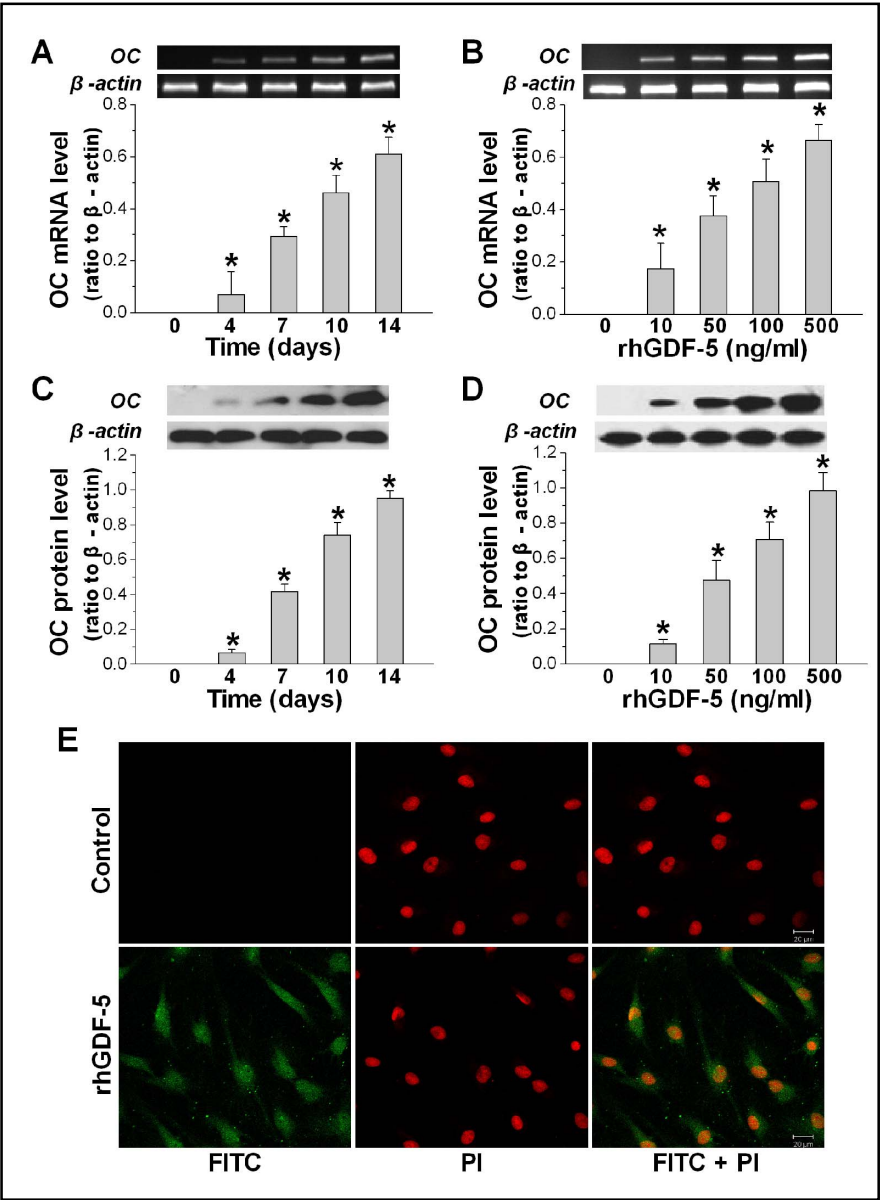 A
OC
β -actin
OC mRNA level
(ratio to β - actin)
0.8
0.6
0.4
0.2
0.0
* * * *
0 4 7 10 14
Time (days)
B
OC
β -actin
OC mRNA level
(ratio to β - actin)
0.8
0.6
0.4
0.2
0.0
* * * *
0 10 50 100 500
rhGDF-5 (ng/ml)
C
OC
β -actin
OC protein level
(ratio to β - actin)
1.2
1.0
0.8
0.6
0.4
0.2
0.0
* * * *
0 4 7 10 14
Time (days)
D
OC
β -actin
OC protein level
(ratio to β - actin)
1.2
1.0
0.8
0.6
0.4
0.2
0.0
* * * *
0 10 50 100 500
rhGDF-5 (ng/ml)
E
Control
20 µm
rhGDF-5
20 µm
FITC PI FITC + PI